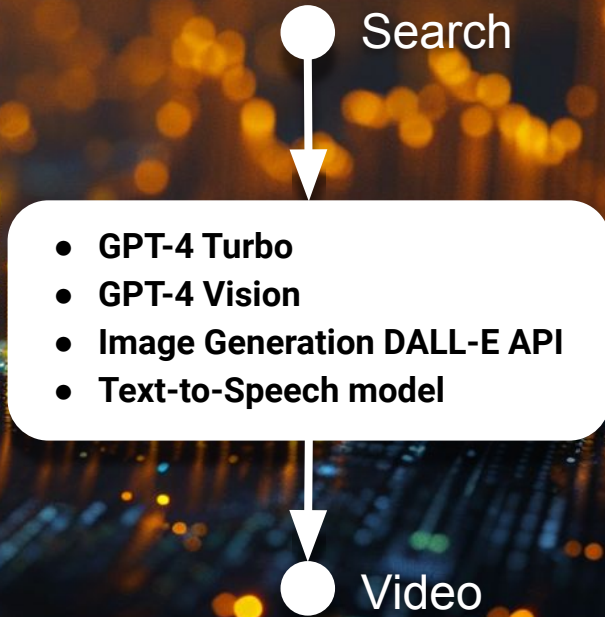 Search
● GPT-4 Turbo
● GPT-4 Vision
● Image Generation DALL-E API
● Text-to-Speech model
Video